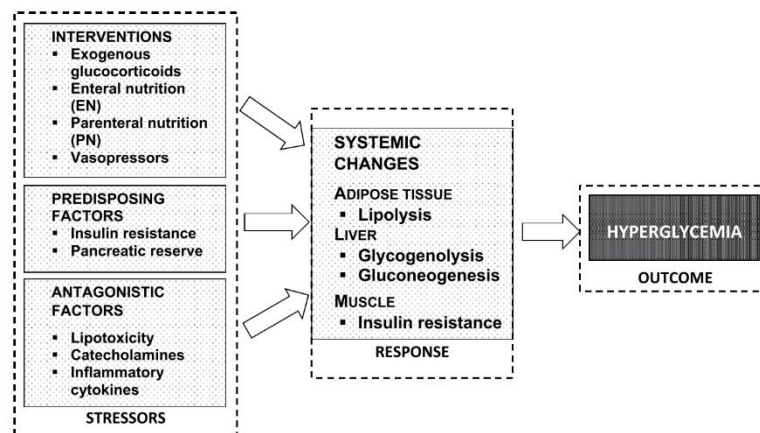 INTERVENTIONS
▪ Exogenous
glucocorticoids
▪ Enteral nutrition
(EN)
▪ Parenteral nutrition
(PN)
▪ Vasopressors
PREDISPOSING
FACTORS
▪ Insulin resistance
▪ Pancreatic reserve
ANTAGONISTIC
FACTORS
▪ Lipotoxicity
▪ Catecholamines
▪ Inflammatory
cytokines
STRESSORS
SYSTEMIC
CHANGES
ADIPOSE TISSUE
▪ Lipolysis
LIVER
▪ Glycogenolysis
▪ Gluconeogenesis
MUSCLE
▪ Insulin resistance
RESPONSE
HYPERGLYCEMIA
OUTCOME